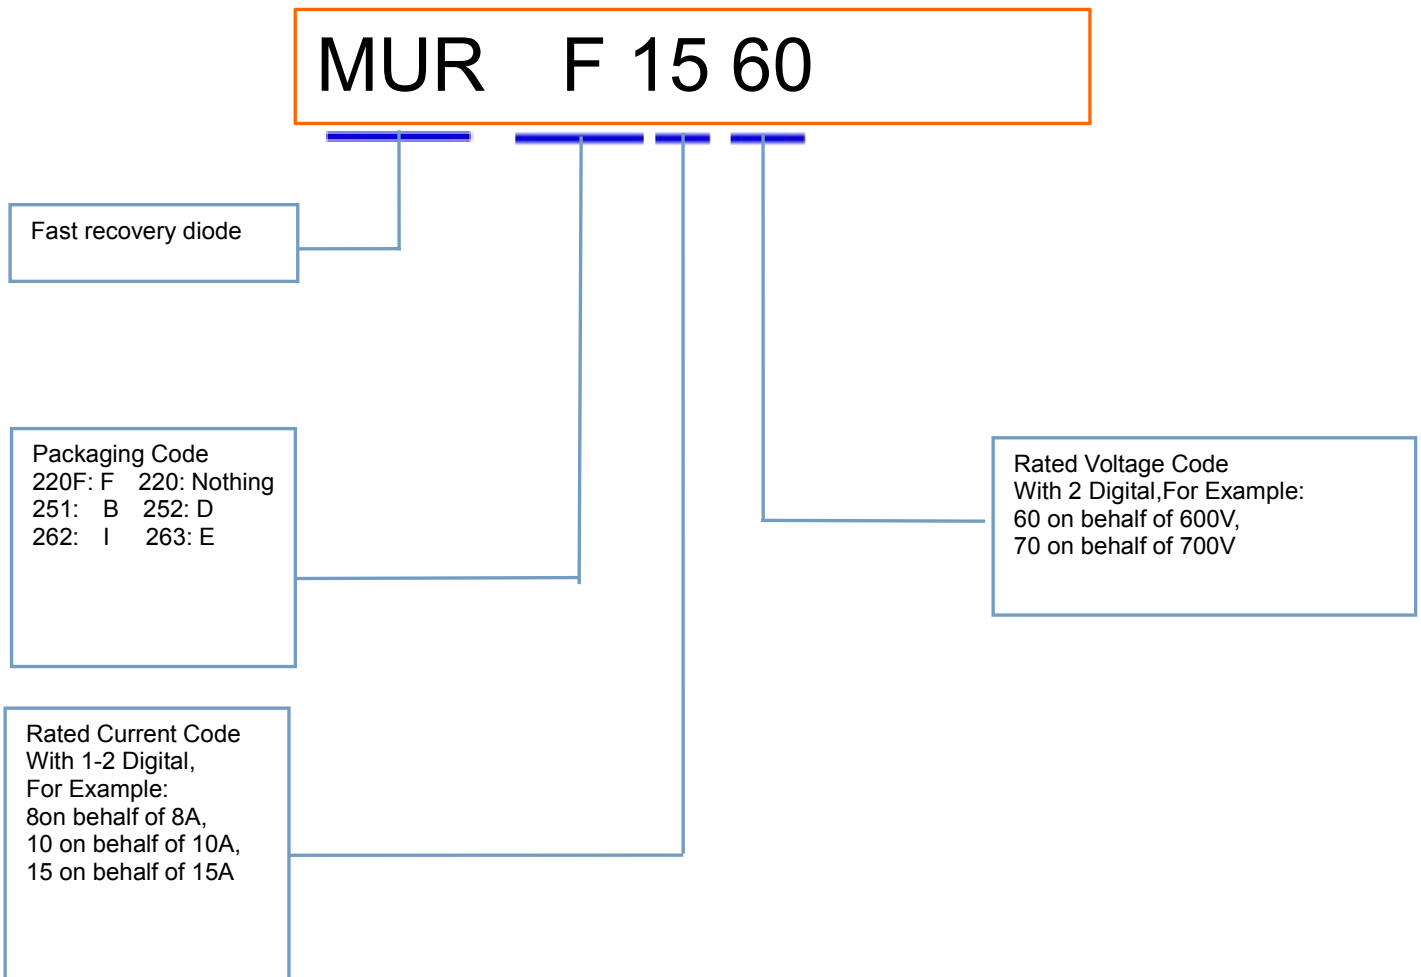 MUR F 15 60
Fast recovery diode
Packaging Code
220F: F 220: Nothing
251: B 252: D
262: I 263: E
Rated Voltage Code
With 2 Digital,For Example:
60 on behalf of 600V,
70 on behalf of 700V
Rated Current Code
With 1-2 Digital,
For Example:
8on behalf of 8A,
10 on behalf of 10A,
15 on behalf of 15A